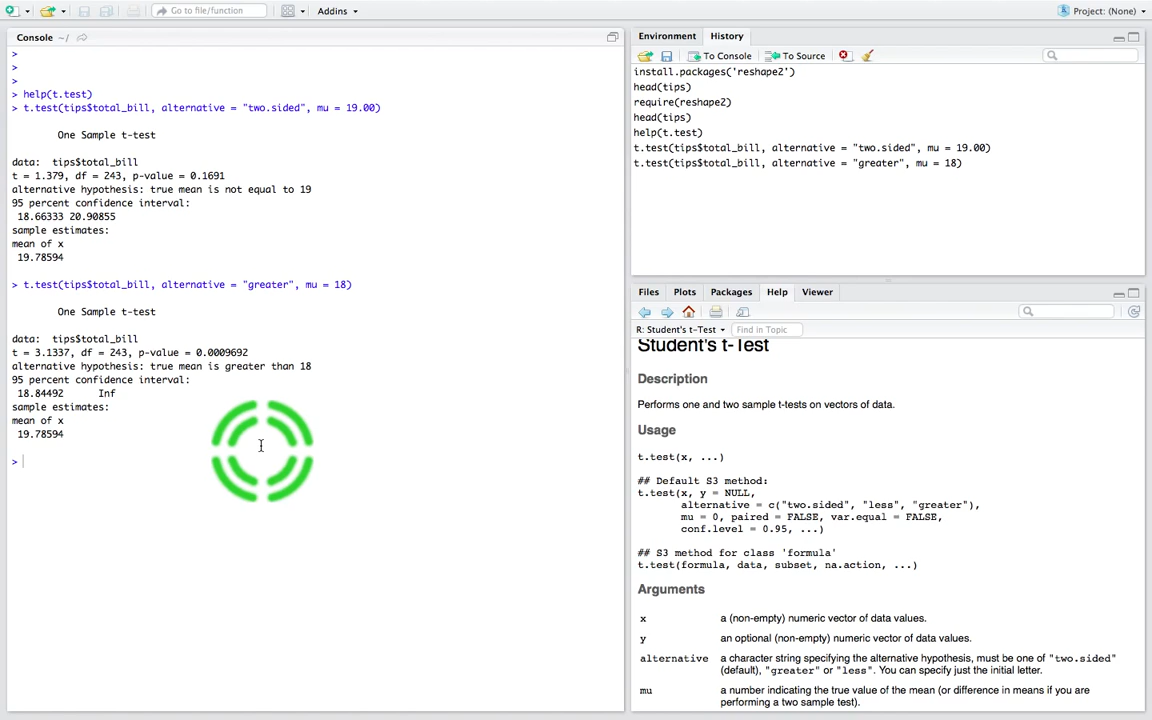 Go to file/function
Addins
Project: (None)
Console ~/
>
>
>
> help(t.test)
> t.test(tips$total_bill, alternative = "two.sided", mu = 19.00)
One Sample t-test
data:  tips$total_bill
t = 1.379, df = 243, p-value = 0.1691
alternative hypothesis: true mean is not equal to 19
95 percent confidence interval:
18.66333 20.90855
sample estimates:
mean of x
19.78594
> t.test(tips$total_bill, alternative = "greater", mu = 18)
One Sample t-test
data:  tips$total_bill
t = 3.1337, df = 243, p-value = 0.0009692
alternative hypothesis: true mean is greater than 18
95 percent confidence interval:
18.84492      Inf
sample estimates:
mean of x
19.78594
>
Environment History
To Console To Source
install.packages('reshape2')
head(tips)
require(reshape2)
head(tips)
help(t.test)
t.test(tips$total_bill, alternative = "two.sided", mu = 19.00)
t.test(tips$total_bill, alternative = "greater", mu = 18)
Files Plots Packages Help Viewer
R: Student's t-Test Find in Topic
Student's t-Test
Description
Performs one and two sample t-tests on vectors of data.
Usage
t.test(x, ...)
## Default S3 method:
t.test(x, y = NULL,
alternative = c("two.sided", "less", "greater"),
mu = 0, paired = FALSE, var.equal = FALSE,
conf.level = 0.95, ...)
## S3 method for class 'formula'
t.test(formula, data, subset, na.action, ...)
Arguments
x a (non-empty) numeric vector of data values.
y an optional (non-empty) numeric vector of data values.
alternative a character string specifying the alternative hypothesis, must be one of "two.sided"
(default), "greater" or "less". You can specify just the initial letter.
mu a number indicating the true value of the mean (or difference in means if you are
performing a two sample test).